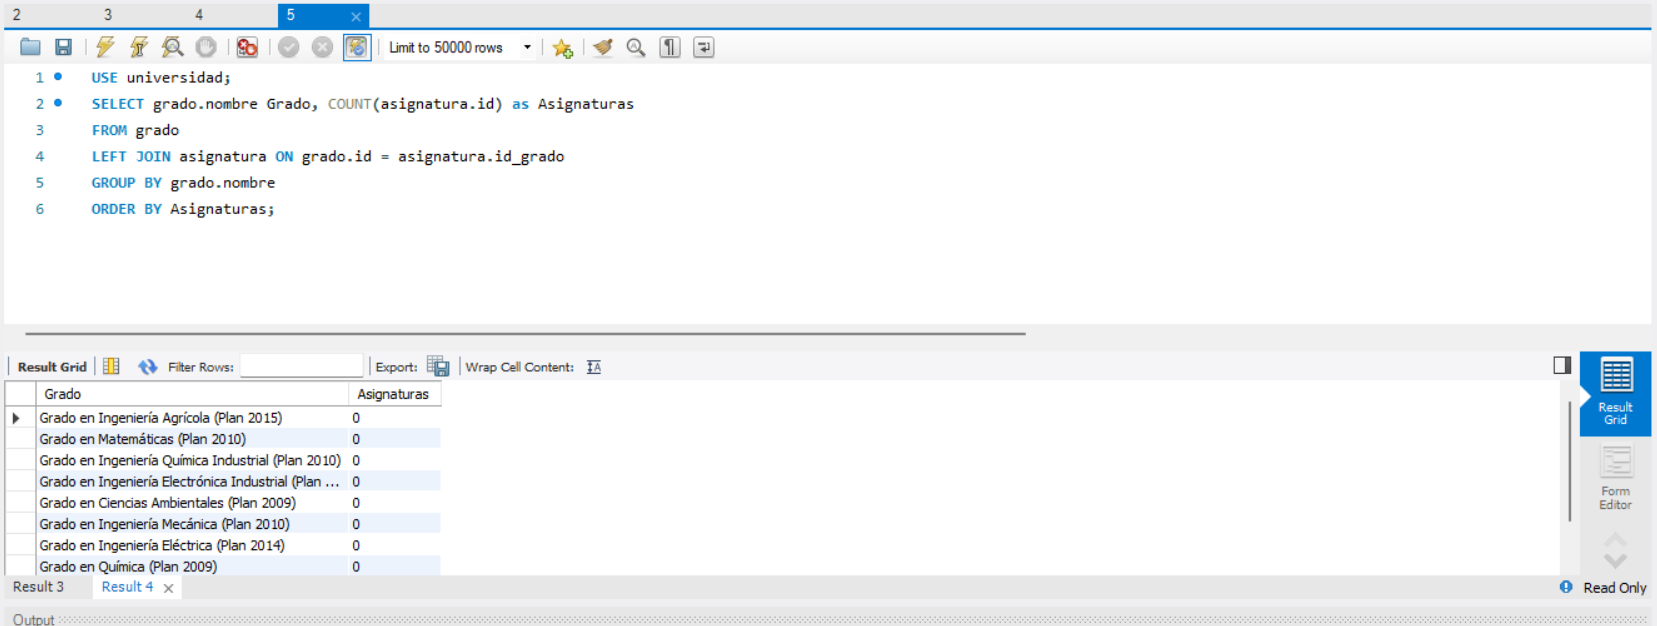 2 3 4 5
Limit to 50000 rows
1 USE universidad;
2 SELECT grado.nombre Grado, COUNT(asignatura.id) as Asignaturas
3 FROM grado
4 LEFT JOIN asignatura ON grado.id = asignatura.id_grado
5 GROUP BY grado.nombre
6 ORDER BY Asignaturas;
Result Grid Filter Rows: Export: Wrap Cell Content:
Grado Asignaturas
Grado en Ingeniería Agrícola (Plan 2015) 0
Grado en Matemáticas (Plan 2010) 0
Grado en Ingeniería Química Industrial (Plan 2010) 0
Grado en Ingeniería Electrónica Industrial (Plan ... 0
Grado en Ciencias Ambientales (Plan 2009) 0
Grado en Ingeniería Mecánica (Plan 2010) 0
Grado en Ingeniería Eléctrica (Plan 2014) 0
Grado en Química (Plan 2009) 0
Result
Grid
Form
Editor
Result 3 Result 4 Read Only
Output